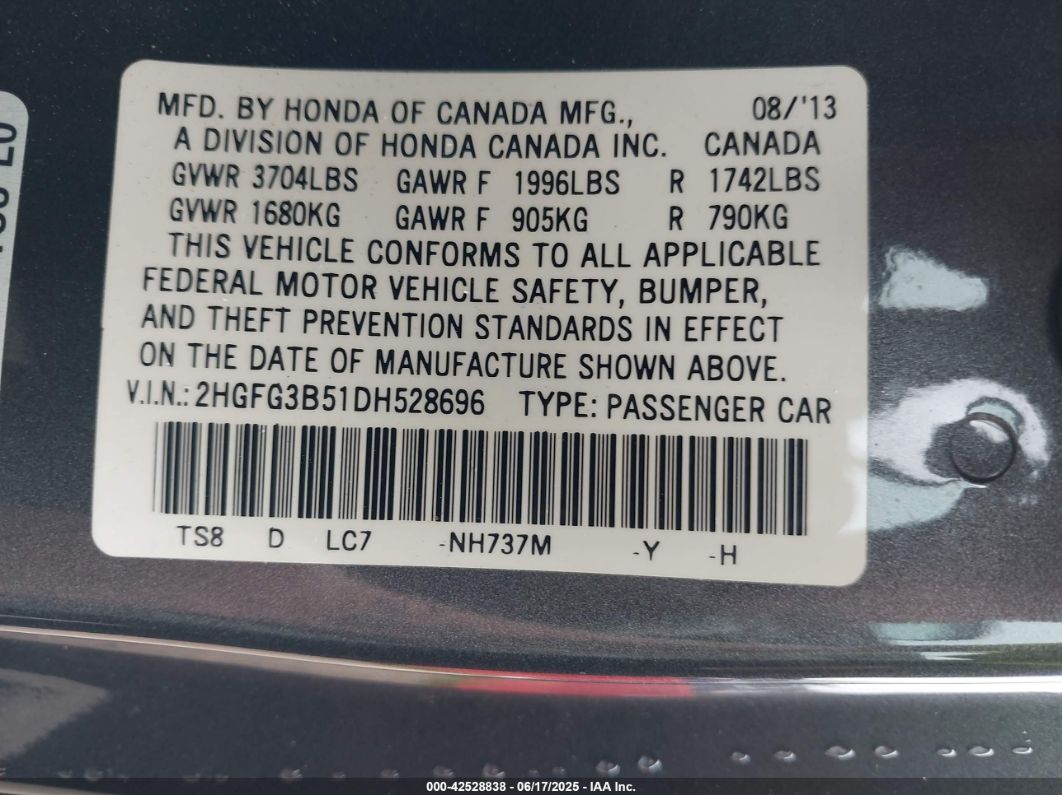 MFD. BY HONDA OF CANADA MFG., 08/'13
A DIVISION OF HONDA CANADA INC. CANADA
GVWR 3704LBS GAWR F 1996LBS R 1742LBS
GVWR 1680KG GAWR F 905KG R 790KG
THIS VEHICLE CONFORMS TO ALL APPLICABLE
FEDERAL MOTOR VEHICLE SAFETY, BUMPER,
AND THEFT PREVENTION STANDARDS IN EFFECT
ON THE DATE OF MANUFACTURE SHOWN ABOVE.
V.I.N.: 2HGFG3B51DH528696 TYPE: PASSENGER CAR
TS8 D LC7 -NH737M -Y -H
000-42528838 - 06/17/2025 - IAA Inc.